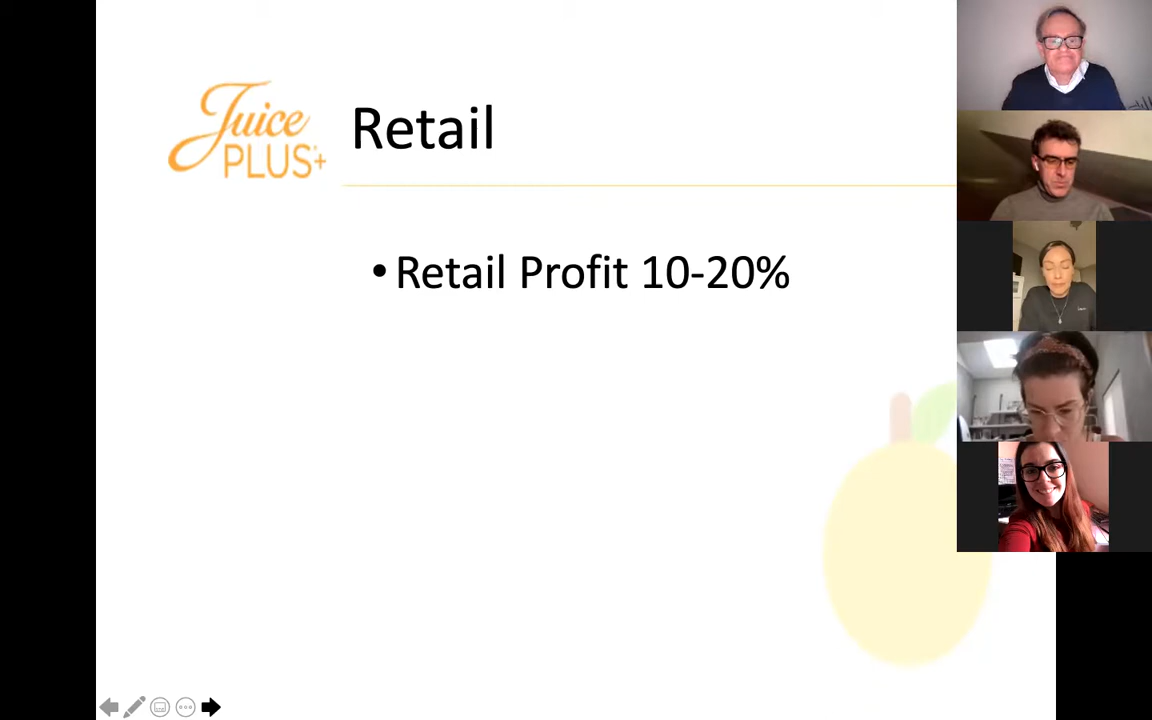 Juice
PLUS+
Retail
• Retail Profit 10-20%